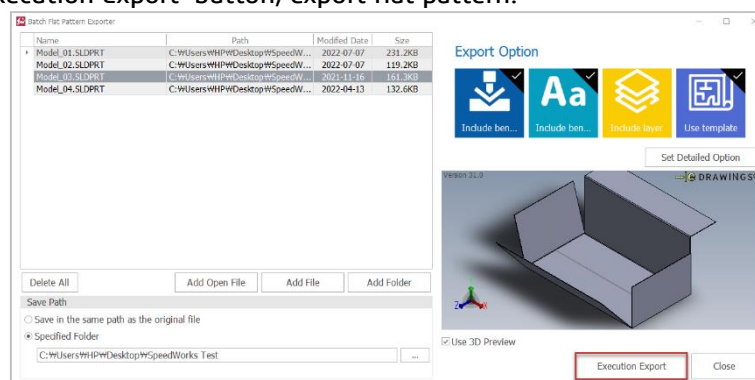 xecution Export" button, export flat pattern.
Batch Flat Pattern Exporter
Name Path Modified Date Size
Model_01.SLDPRT C:₩Users₩HP₩Desktop₩SpeedW... 2022-07-07 231.2KB
Model_02.SLDPRT C:₩Users₩HP₩Desktop₩SpeedW... 2022-07-07 119.2KB
Model_03.SLDPRT C:₩Users₩HP₩Desktop₩SpeedW... 2021-11-16 161.3KB
Model_04.SLDPRT C:₩Users₩HP₩Desktop₩SpeedW... 2022-04-13 132.6KB
Export Option
Aa
Include ben... Include ben... Include layer Use template
Set Detailed Option
Version 31.0 eDRAWINGS
Z X
Delete All Add Open File Add File Add Folder
Save Path
Save in the same path as the original file
Specified Folder
C:₩Users₩HP₩Desktop₩SpeedWorks Test ...
Use 3D Preview
Execution Export Close